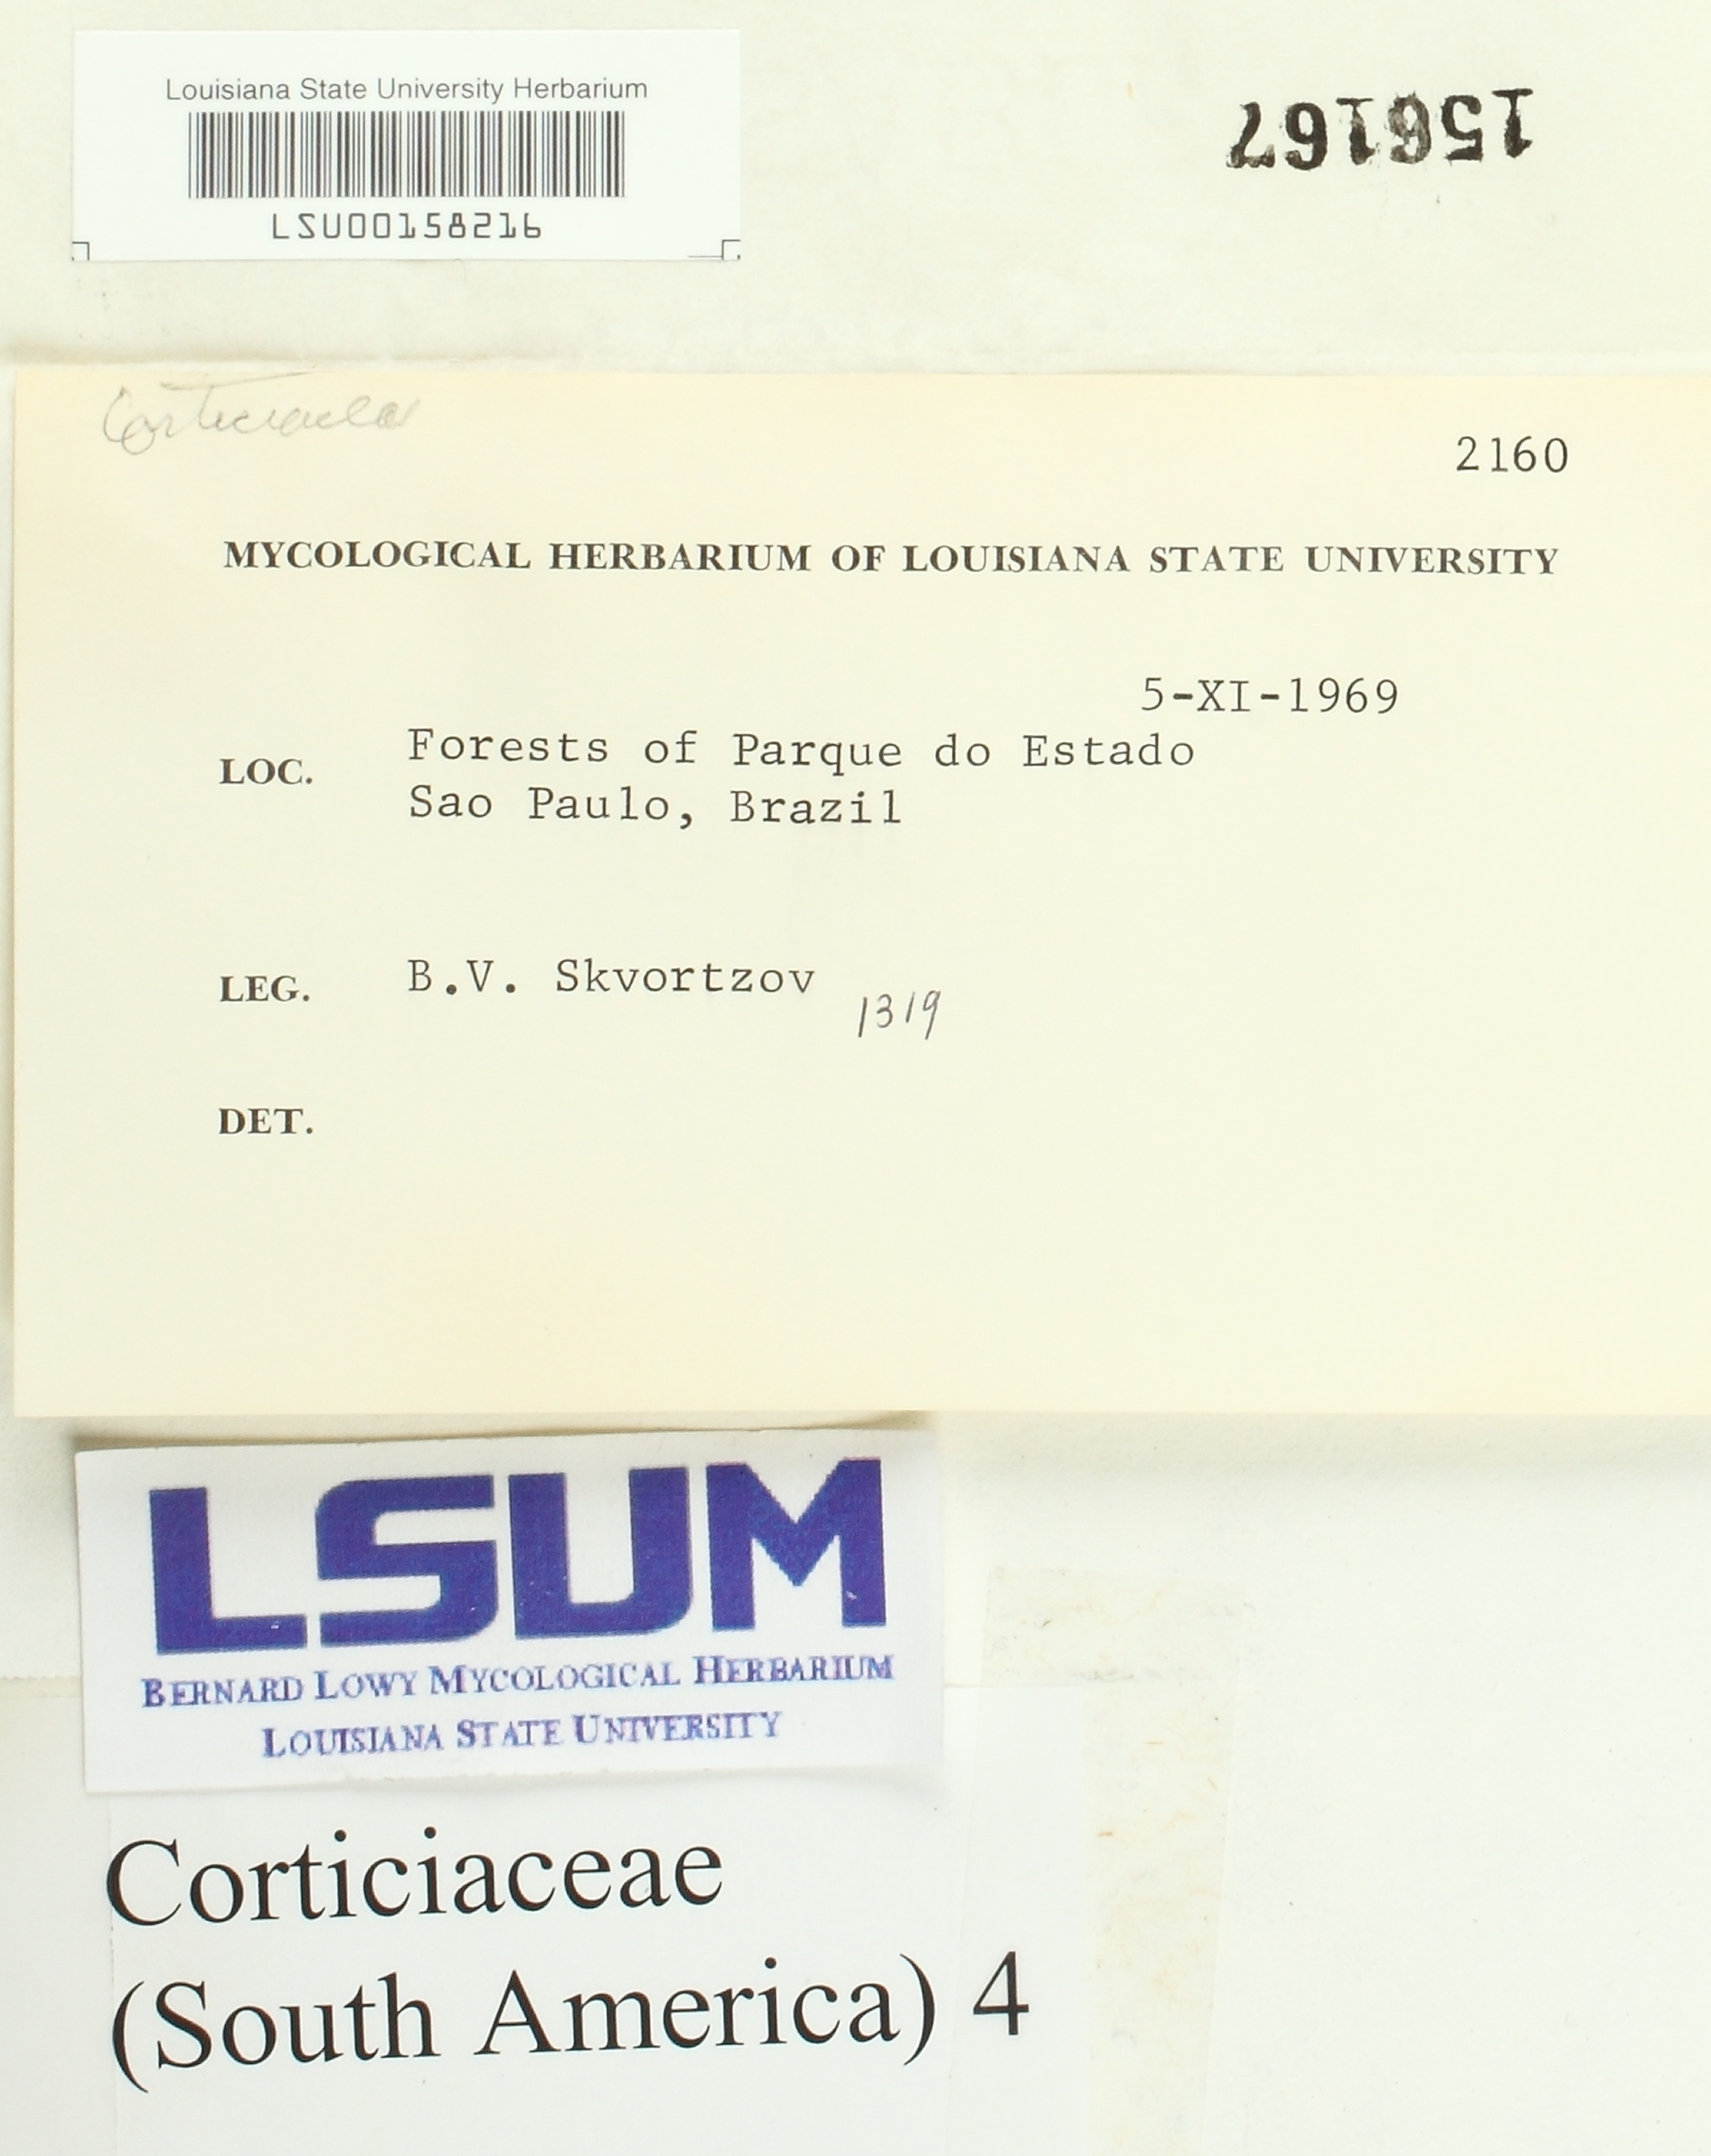 Louisiana State University Herbarium
LSU00158216
156167
2160
MYCOLOGICAL HERBARIUM OF LOUISIANA STATE UNIVERSITY
5-XI-1969
LOC. Forests of Parque do Estado
Sao Paulo, Brazil
LEG. B.V. Skvortzov 1319
DET.
LSUM
BERNARD LOWY MYCOLOGICAL HERBARIUM
LOUISIANA STATE UNIVERSITY
Corticiaceae
(South America) 4